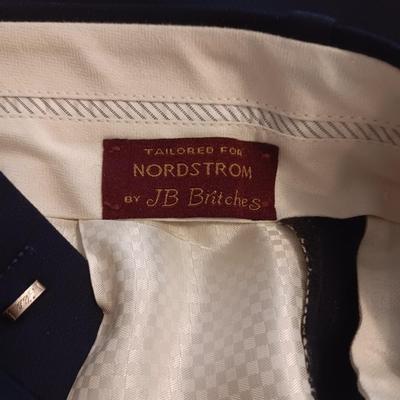 TAILORED FOR
NORDSTROM
BY JB Britches